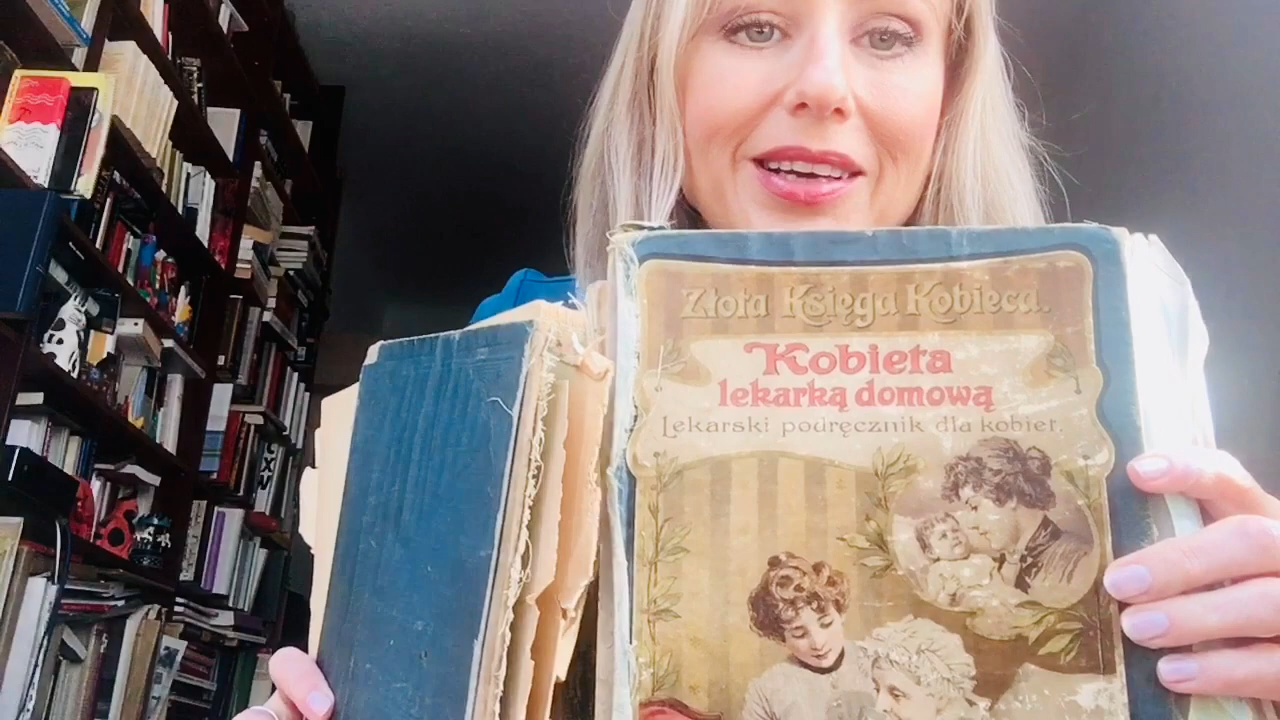 Złota Księga Kobieca.
Kobieta
lekarką domową
Lekarski podręcznik dla kobiet.